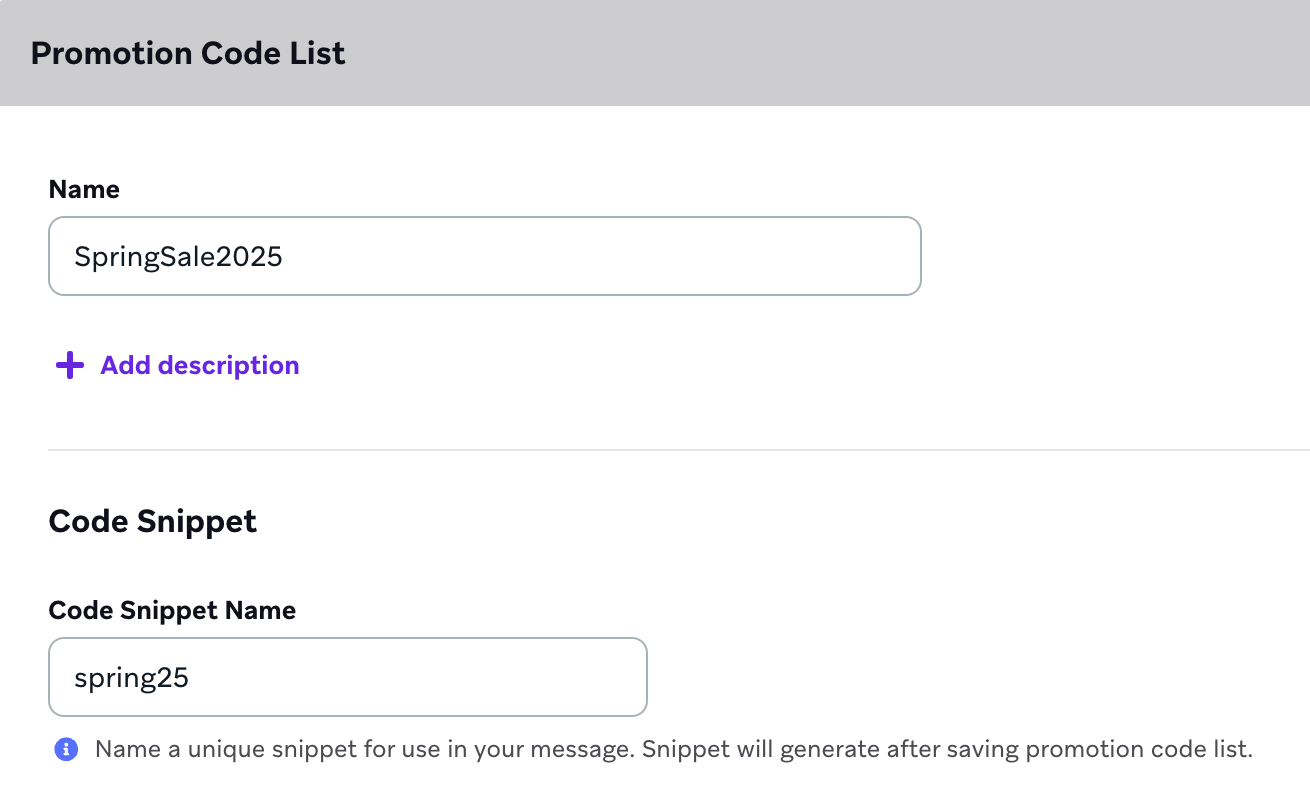 Promotion Code List
Name
SpringSale2025
Add description
Code Snippet
Code Snippet Name
spring25
Name a unique snippet for use in your message. Snippet will generate after saving promotion code list.